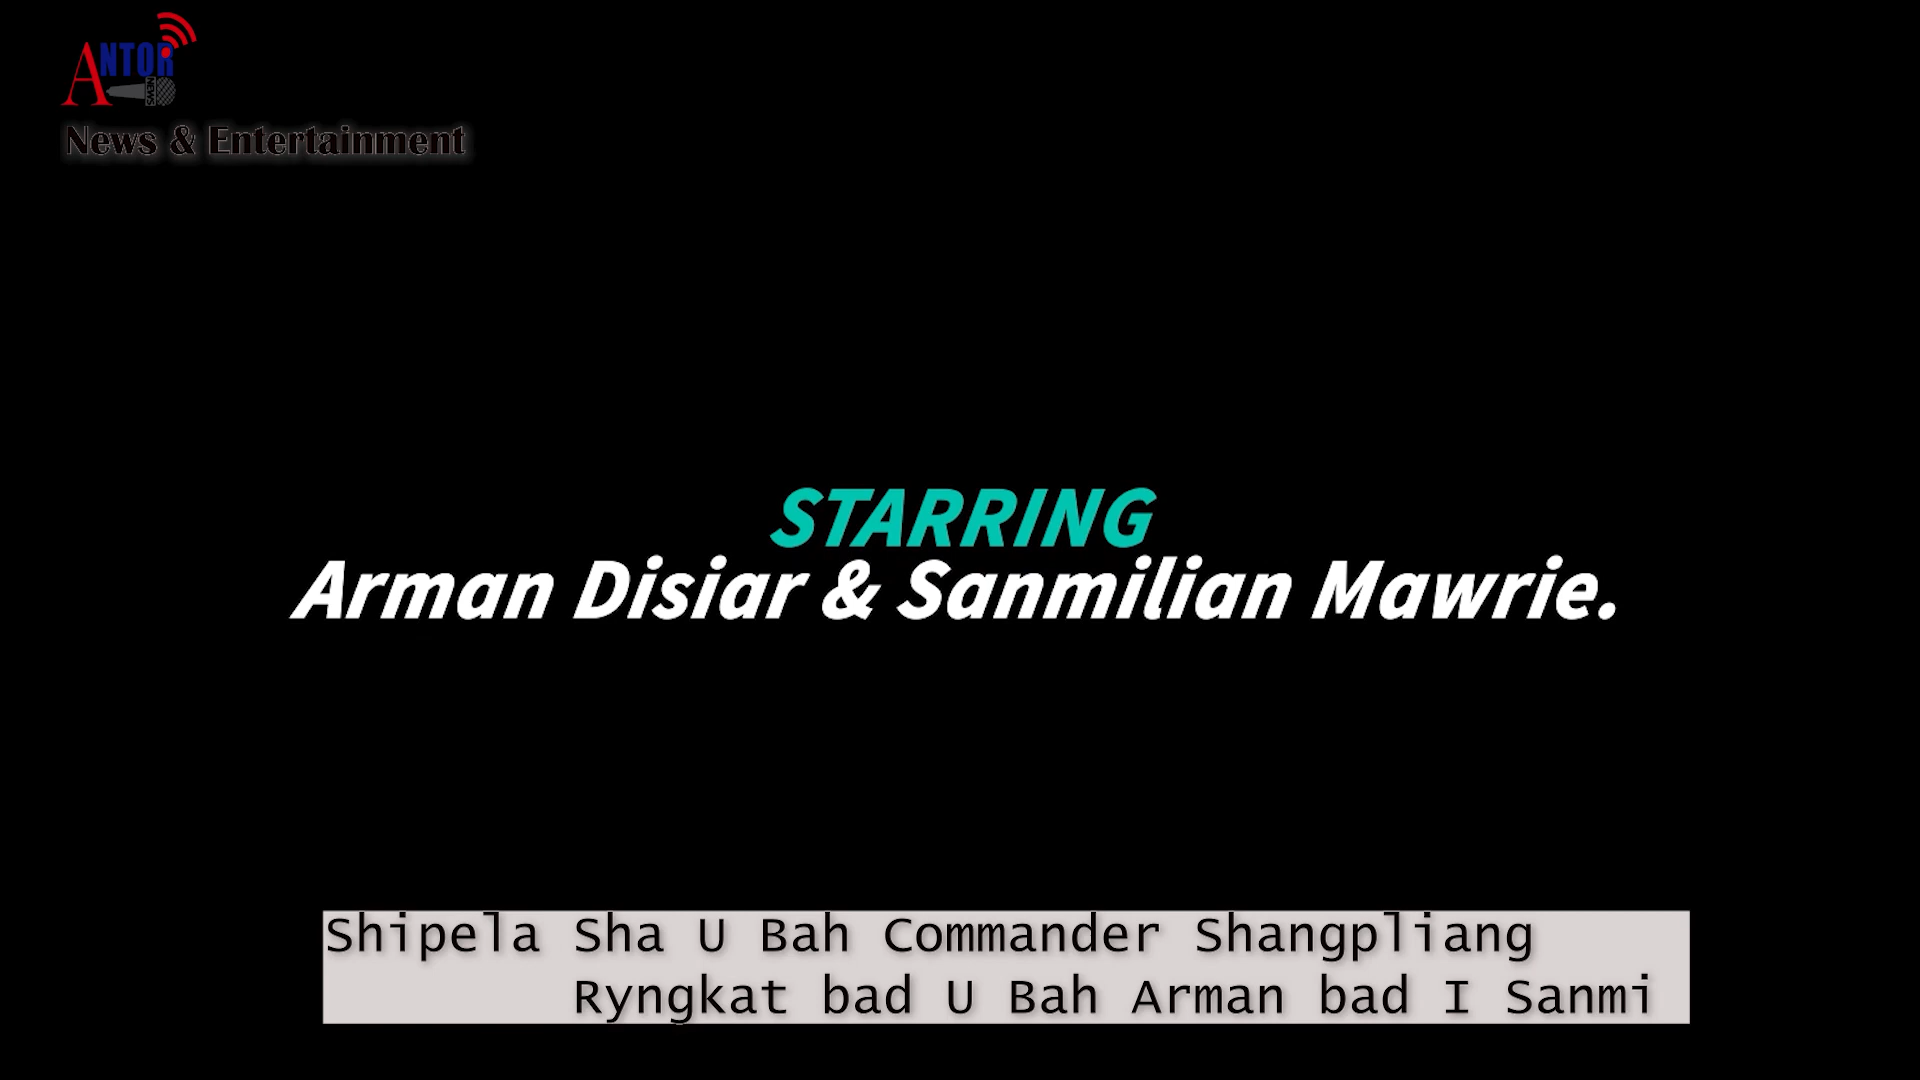 ANTOR
NEWS
News & Entertainment
STARRING
Arman Disiar & Sanmilian Mawrie.
Shipela Sha U Bah Commander Shangpliang
Ryngkat bad U Bah Arman bad I Sanmi